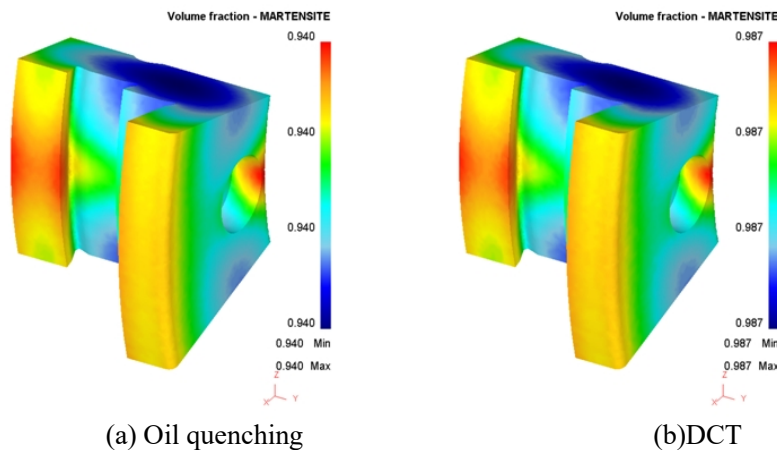 Volume fraction - MARTENSITE
0.940
0.940
0.940
0.940
0.940 Min
0.940 Max
Z
X Y
(a) Oil quenching
Volume fraction - MARTENSITE
0.987
0.987
0.987
0.987
0.987 Min
0.987 Max
Z
X Y
(b)DCT